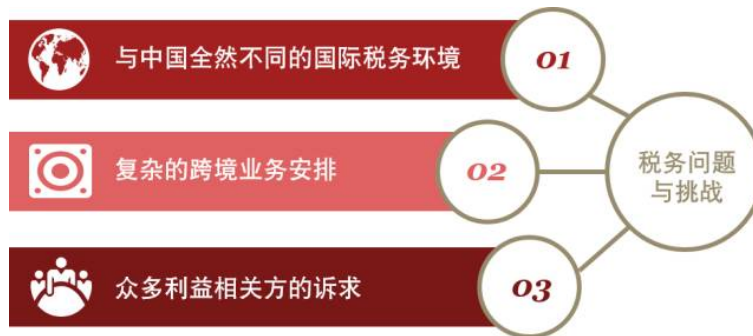 与中国全然不同的国际税务环境
01
复杂的跨境业务安排
02
众多利益相关方的诉求
03
税务问题
与挑战